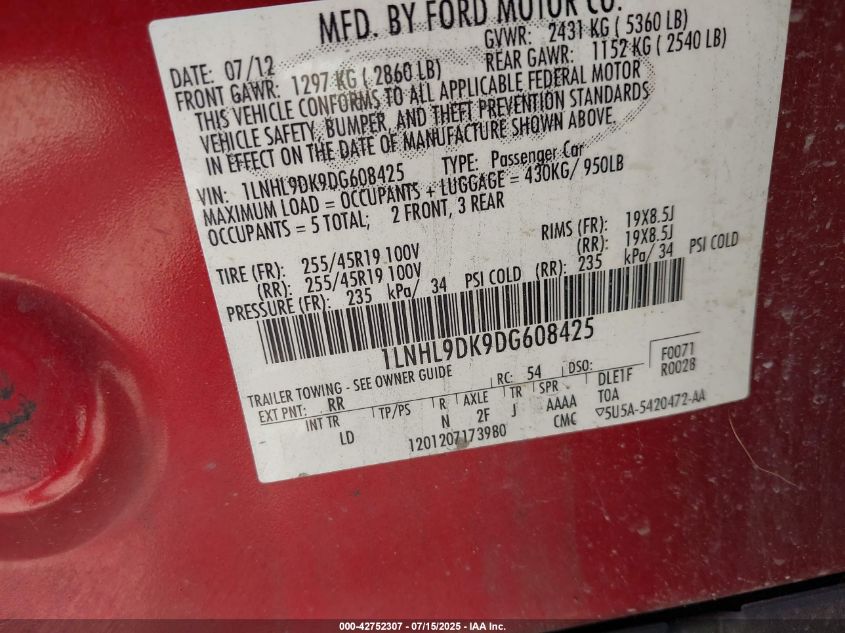 MFD. BY FORD MOTOR CO.
DATE: 07/12 GVWR: 2431 KG ( 5360 LB)
FRONT GAWR: 1297 KG ( 2860 LB) REAR GAWR: 1152 KG ( 2540 LB)
THIS VEHICLE CONFORMS TO ALL APPLICABLE FEDERAL MOTOR
VEHICLE SAFETY, BUMPER, AND THEFT PREVENTION STANDARDS
IN EFFECT ON THE DATE OF MANUFACTURE SHOWN ABOVE.
VIN: 1LNHL9DK9DG608425 TYPE: Passenger Car
MAXIMUM LOAD = OCCUPANTS + LUGGAGE = 430KG/ 950LB
OCCUPANTS = 5 TOTAL; 2 FRONT, 3 REAR
TIRE (FR): 255/45R19 100V RIMS (FR): 19X8.5J
(RR): 255/45R19 100V (RR): 19X8.5J
PRESSURE (FR): 235 kPa/ 34 PSI COLD (RR): 235 kPa/ 34 PSI COLD
1LNHL9DK9DG608425
TRAILER TOWING - SEE OWNER GUIDE RC: 54 DSO: F0071
EXT PNT: RR R0028
INT TR TP/PS R AXLE TR SPR DLE1F
LD N 2F J AAAA TOA
1201207173980 CMC ▽5U5A-5420472-AA
000-42752307 - 07/15/2025 - IAA Inc.